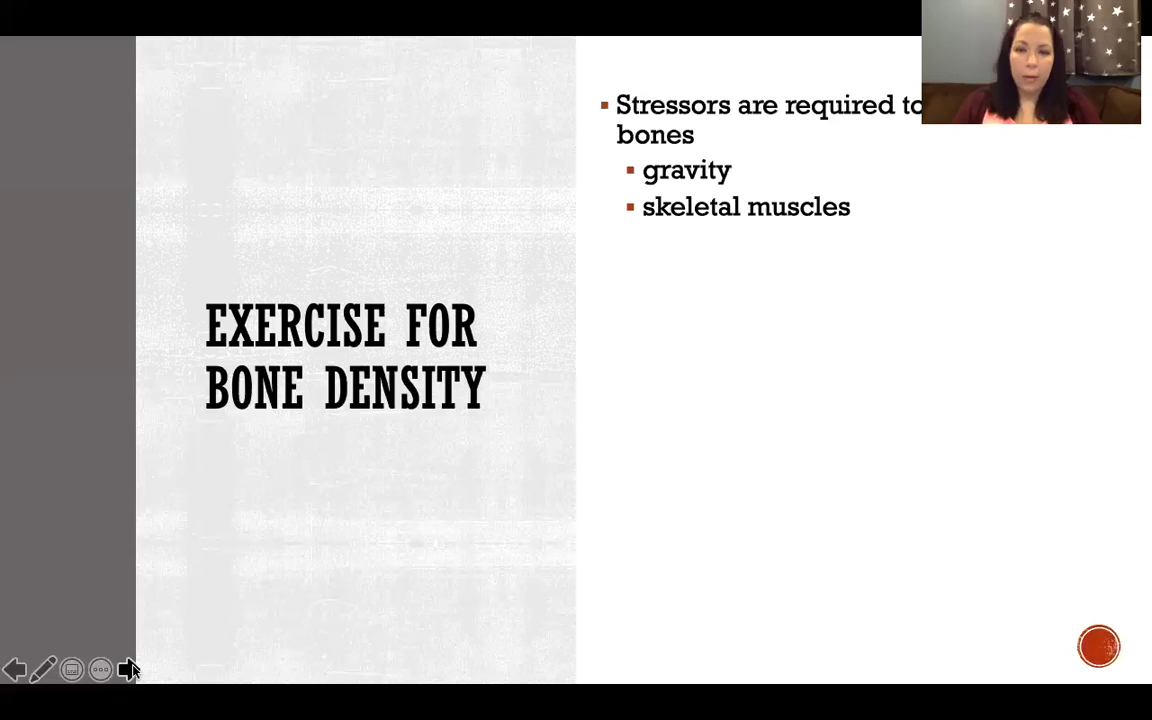 EXERCISE FOR
BONE DENSITY
Stressors are required to
bones
gravity
skeletal muscles